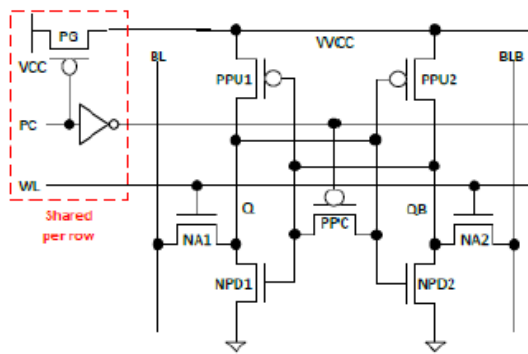 PG
VVCC
VCC
BL
BLB
PPU1
PPU2
PC
WL
Shared
per row
Q
QB
NA1
PPC
NA2
NPD1
NPD2